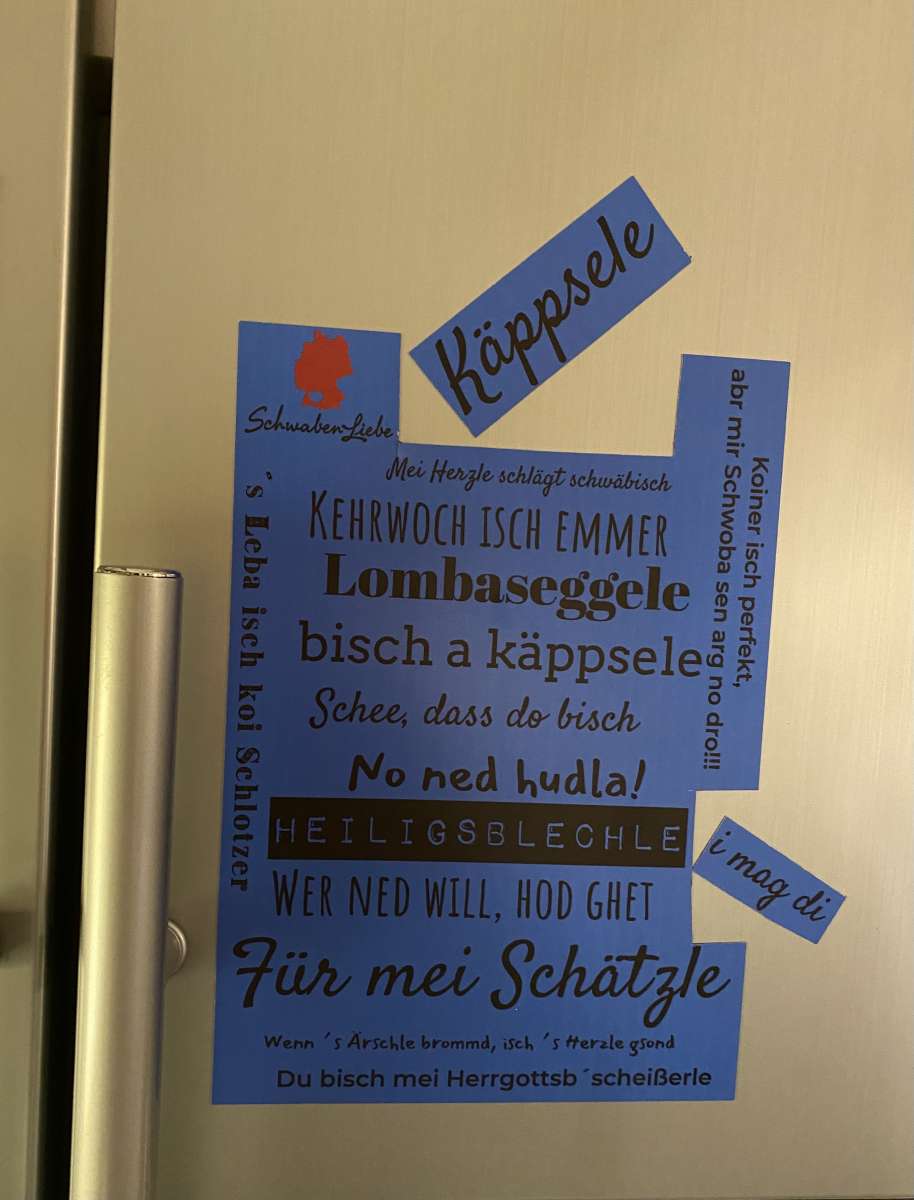 Käppsele
Schwaben-Liebe
Koiner isch perfekt,
abr mir Schwoba sen arg no dro!!!
´s Leba isch koi Schlotzer
Mei Herzle schlägt schwäbisch
KEHRWOCH ISCH EMMER
Lombaseggele
bisch a käppsele
Schee, dass do bisch
No ned hudla!
HEILIGSBLECHLE
i mag di
WER NED WILL, HOD GHET
Für mei Schätzle
Wenn ´s Ärschle brommd, isch ´s Herzle gsond
Du bisch mei Herrgottsb´scheißerle